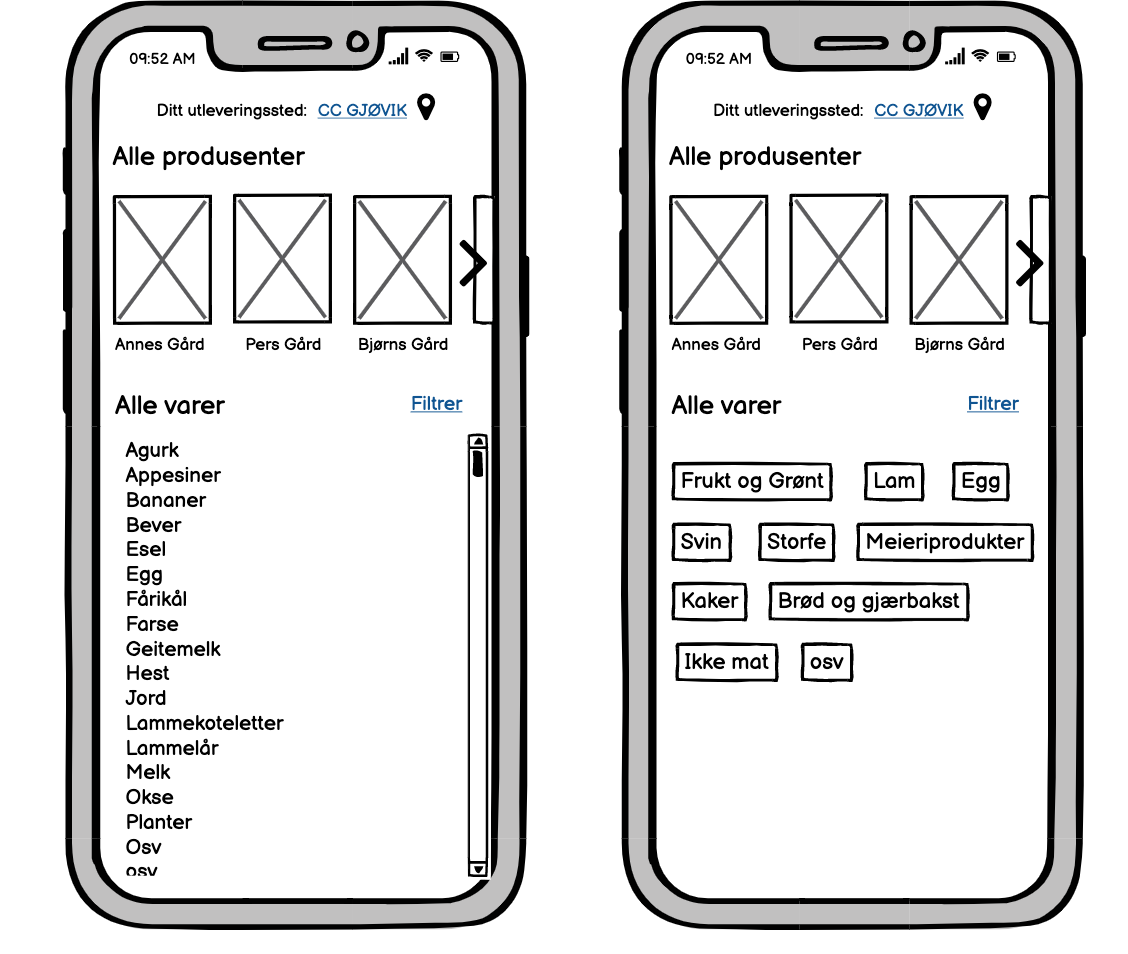 09:52 AM
Ditt utleveringssted: CC GJØVIK
Alle produsenter
Annes Gård Pers Gård Bjørns Gård
Alle varer Filtrer
Agurk
Appesiner
Bananer
Bever
Esel
Egg
Fårikål
Farse
Geitemelk
Hest
Jord
Lammekoteletter
Lammelår
Melk
Okse
Planter
Osv
osv
09:52 AM
Ditt utleveringssted: CC GJØVIK
Alle produsenter
Annes Gård Pers Gård Bjørns Gård
Alle varer Filtrer
Frukt og Grønt Lam Egg
Svin Storfe Meieriprodukter
Kaker Brød og gjærbakst
Ikke mat osv